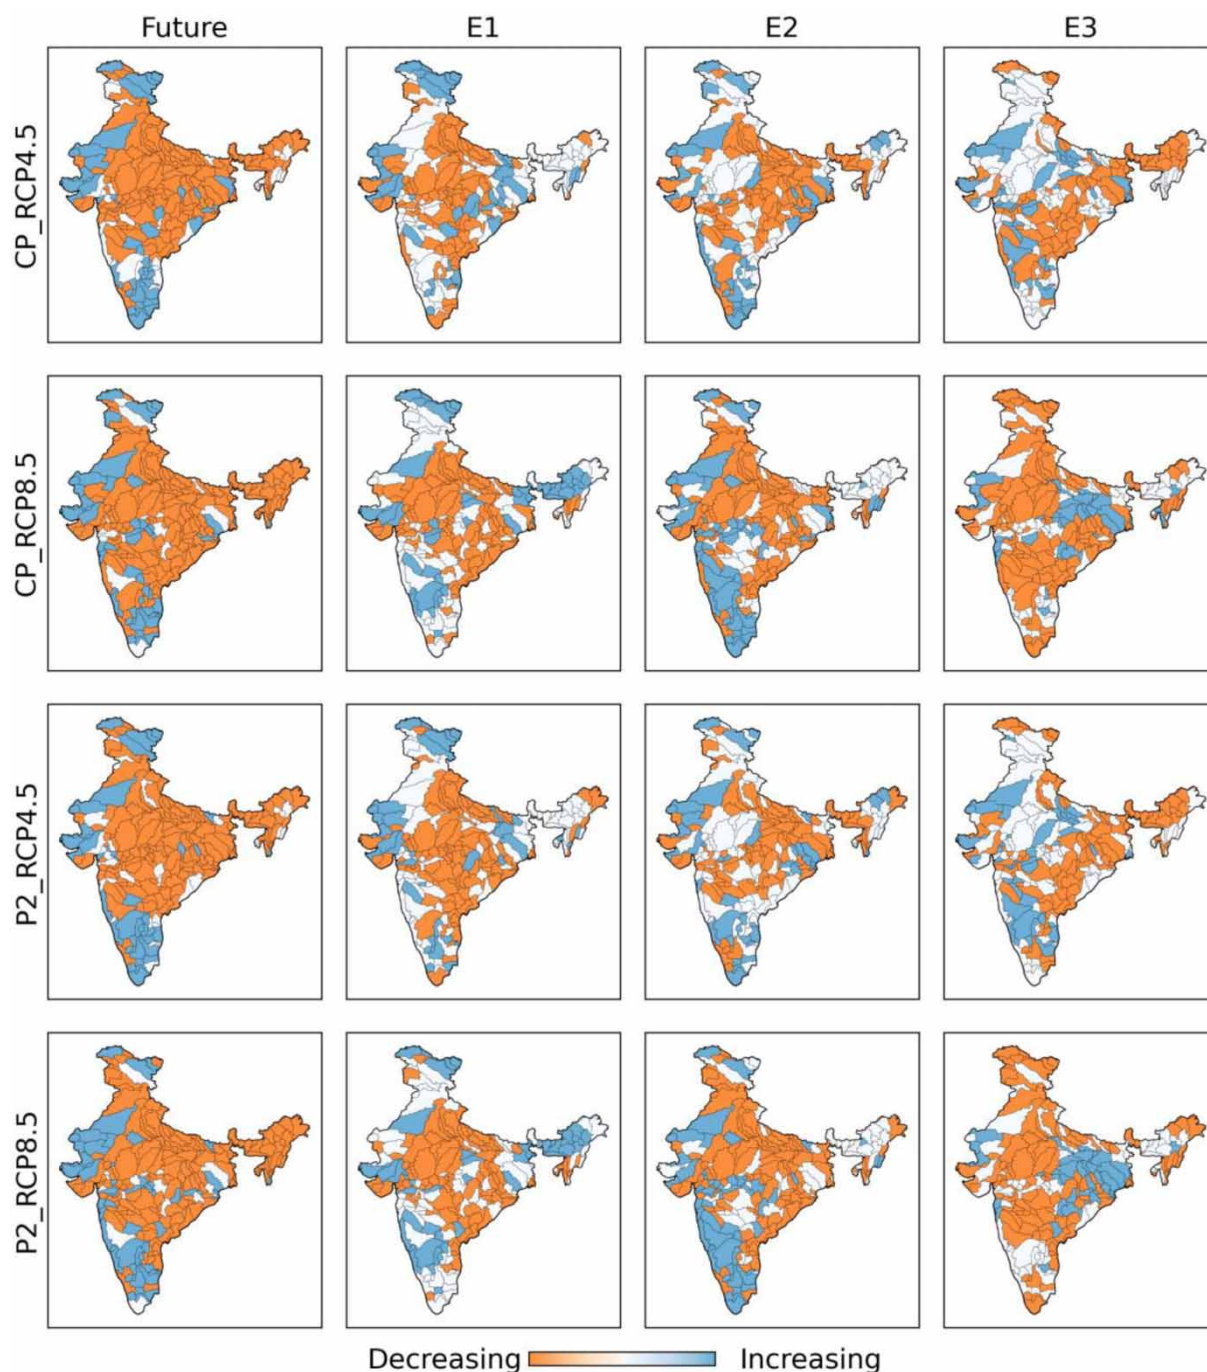 Future E1 E2 E3
CP_RCP4.5
CP_RCP8.5
P2_RCP4.5
P2_RCP8.5
Decreasing Increasing